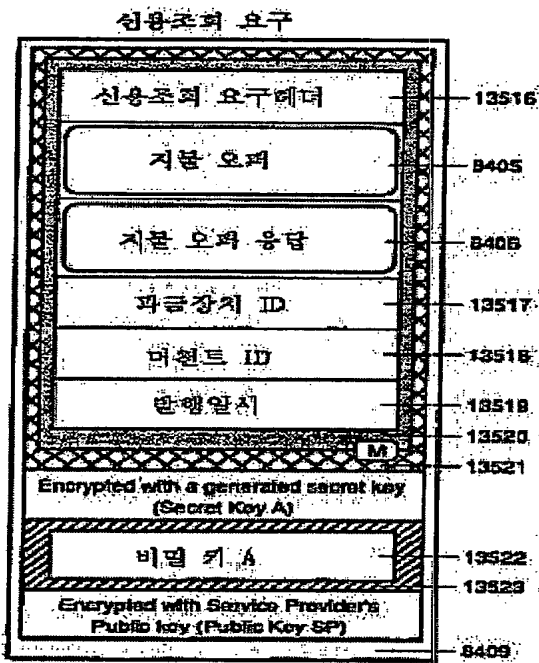 신용조회 요구
신용조회 요구헤더
13516
지불 오퍼
8405
지불 오퍼 응답
8408
과금장치 ID
13517
머천트 ID
13518
발행일시
13519
13520
M
13521
Encrypted with a generated secret key
(Secret Key A)
비밀 키 A
13522
13523
Encrypted with Service Provider's
Public key (Public Key SP)
8409